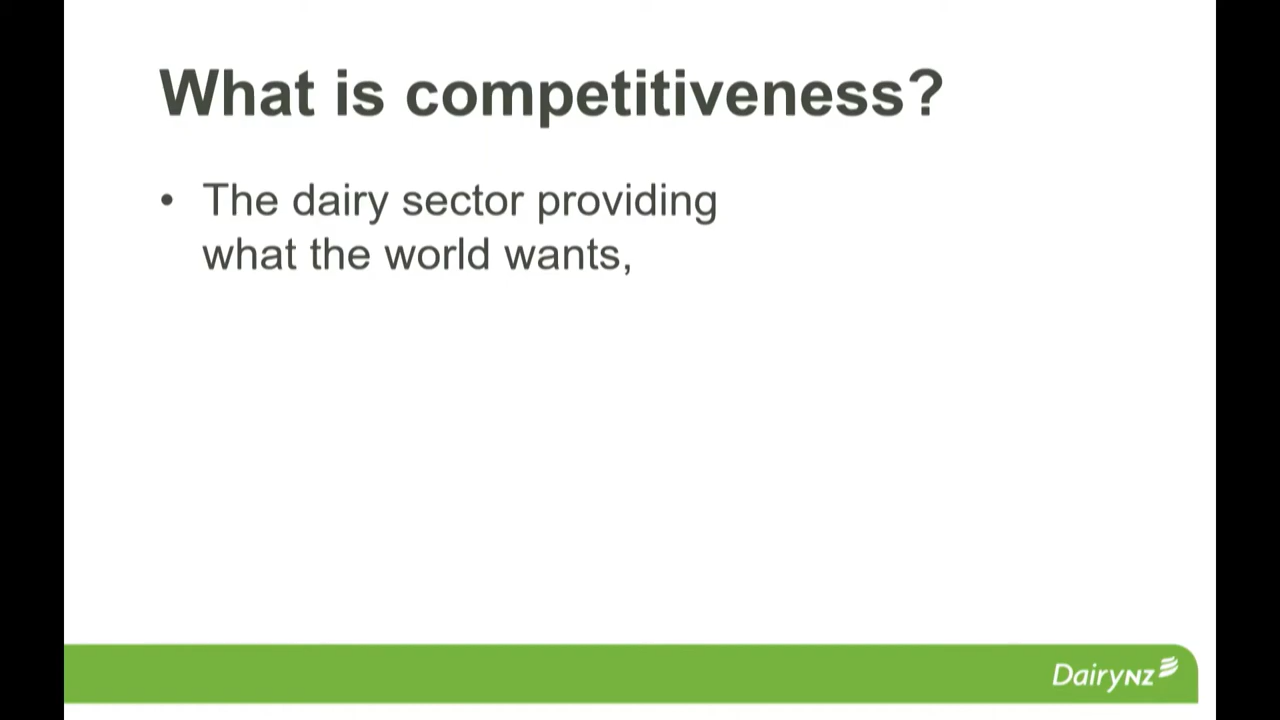 What is competitiveness?
• The dairy sector providing
what the world wants,
DairyNZ